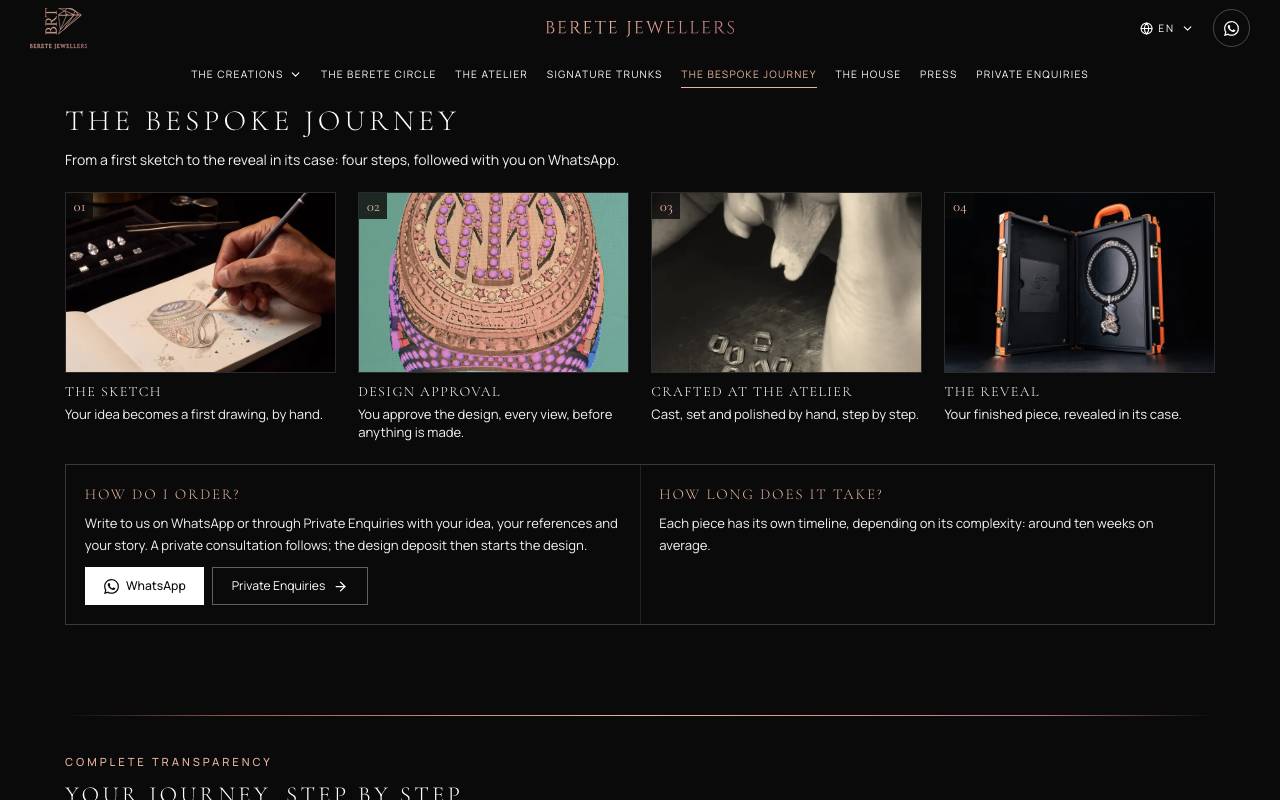 BRT
BERETE JEWELLERS
BERETE JEWELLERS
EN
THE CREATIONS
THE BERETE CIRCLE
THE ATELIER
SIGNATURE TRUNKS
THE BESPOKE JOURNEY
THE HOUSE
PRESS
PRIVATE ENQUIRIES
THE BESPOKE JOURNEY
From a first sketch to the reveal in its case: four steps, followed with you on WhatsApp.
01
THE SKETCH
Your idea becomes a first drawing, by hand.
02
DESIGN APPROVAL
You approve the design, every view, before
anything is made.
03
CRAFTED AT THE ATELIER
Cast, set and polished by hand, step by step.
04
THE REVEAL
Your finished piece, revealed in its case.
HOW DO I ORDER?
Write to us on WhatsApp or through Private Enquiries with your idea, your references and
your story. A private consultation follows; the design deposit then starts the design.
WhatsApp
Private Enquiries
HOW LONG DOES IT TAKE?
Each piece has its own timeline, depending on its complexity: around ten weeks on
average.
COMPLETE TRANSPARENCY
YOUR JOURNEY, STEP BY STEP